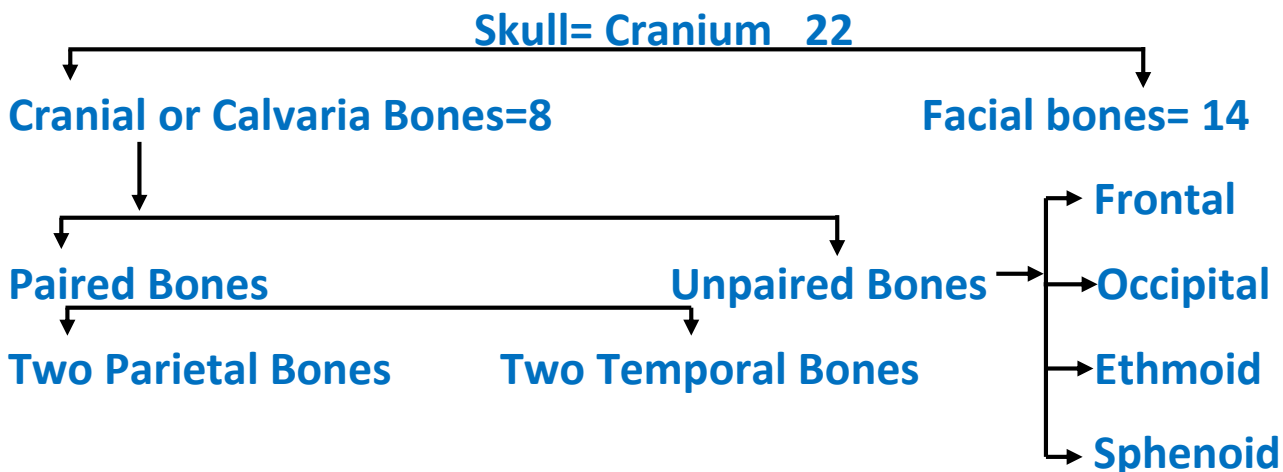 Skull= Cranium 22
Cranial or Calvaria Bones=8
Facial bones= 14
Paired Bones
Unpaired Bones
Frontal
Occipital
Ethmoid
Sphenoid
Two Parietal Bones
Two Temporal Bones